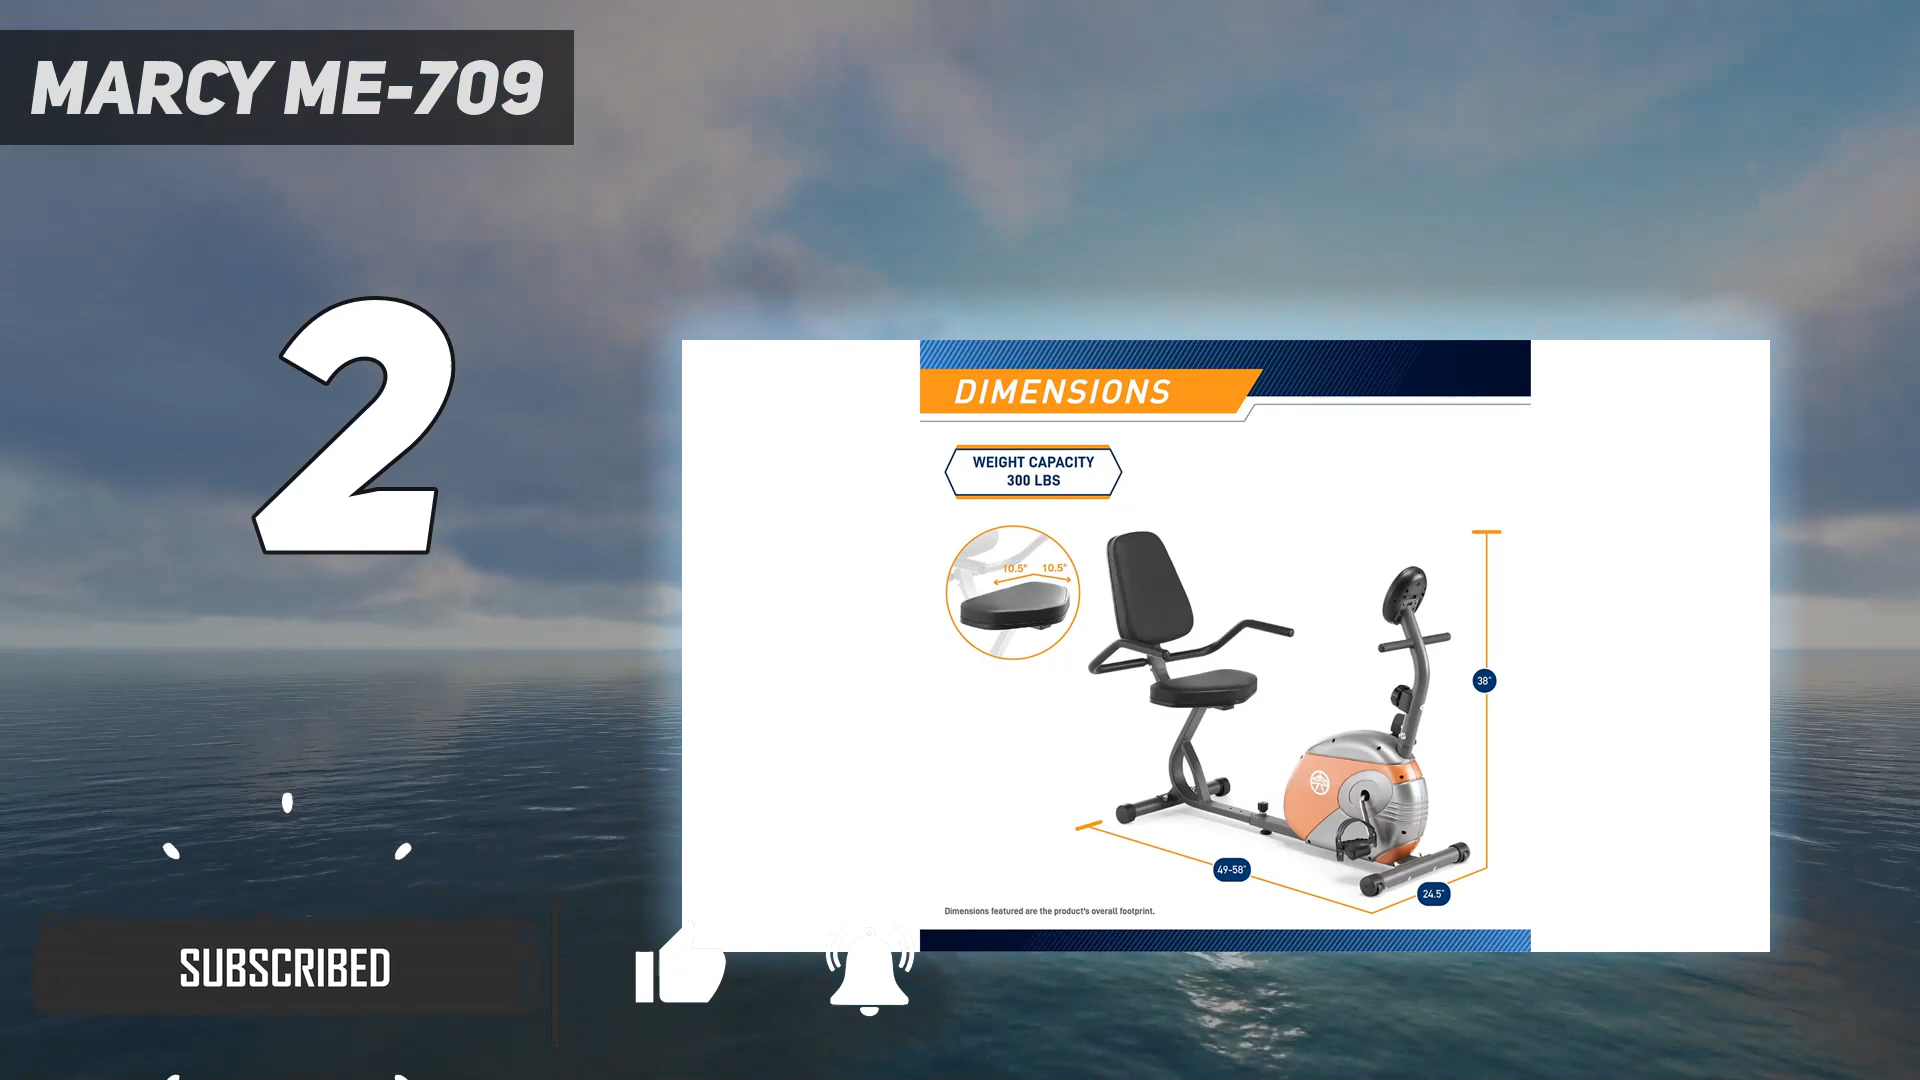 MARCY ME-709
2
DIMENSIONS
WEIGHT CAPACITY
300 LBS
10.5" 10.5"
38"
49-58"
24.5"
Dimensions featured are the product's overall footprint.
SUBSCRIBED